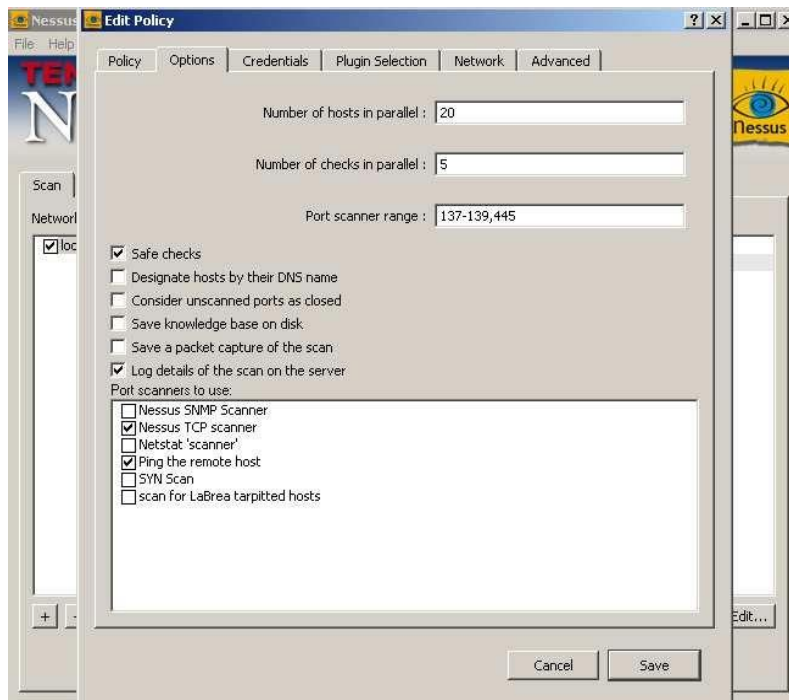 Nessus
Edit Policy
File Help
TEN
N
nessus
Policy Options Credentials Plugin Selection Network Advanced
Number of hosts in parallel : 20
Number of checks in parallel : 5
Port scanner range : 137-139,445
Scan
Networ
loc
Safe checks
Designate hosts by their DNS name
Consider unscanned ports as closed
Save knowledge base on disk
Save a packet capture of the scan
Log details of the scan on the server
Port scanners to use:
Nessus SNMP Scanner
Nessus TCP scanner
Netstat 'scanner'
Ping the remote host
SYN Scan
scan for LaBrea tarpitted hosts
+ - Edit...
Cancel Save